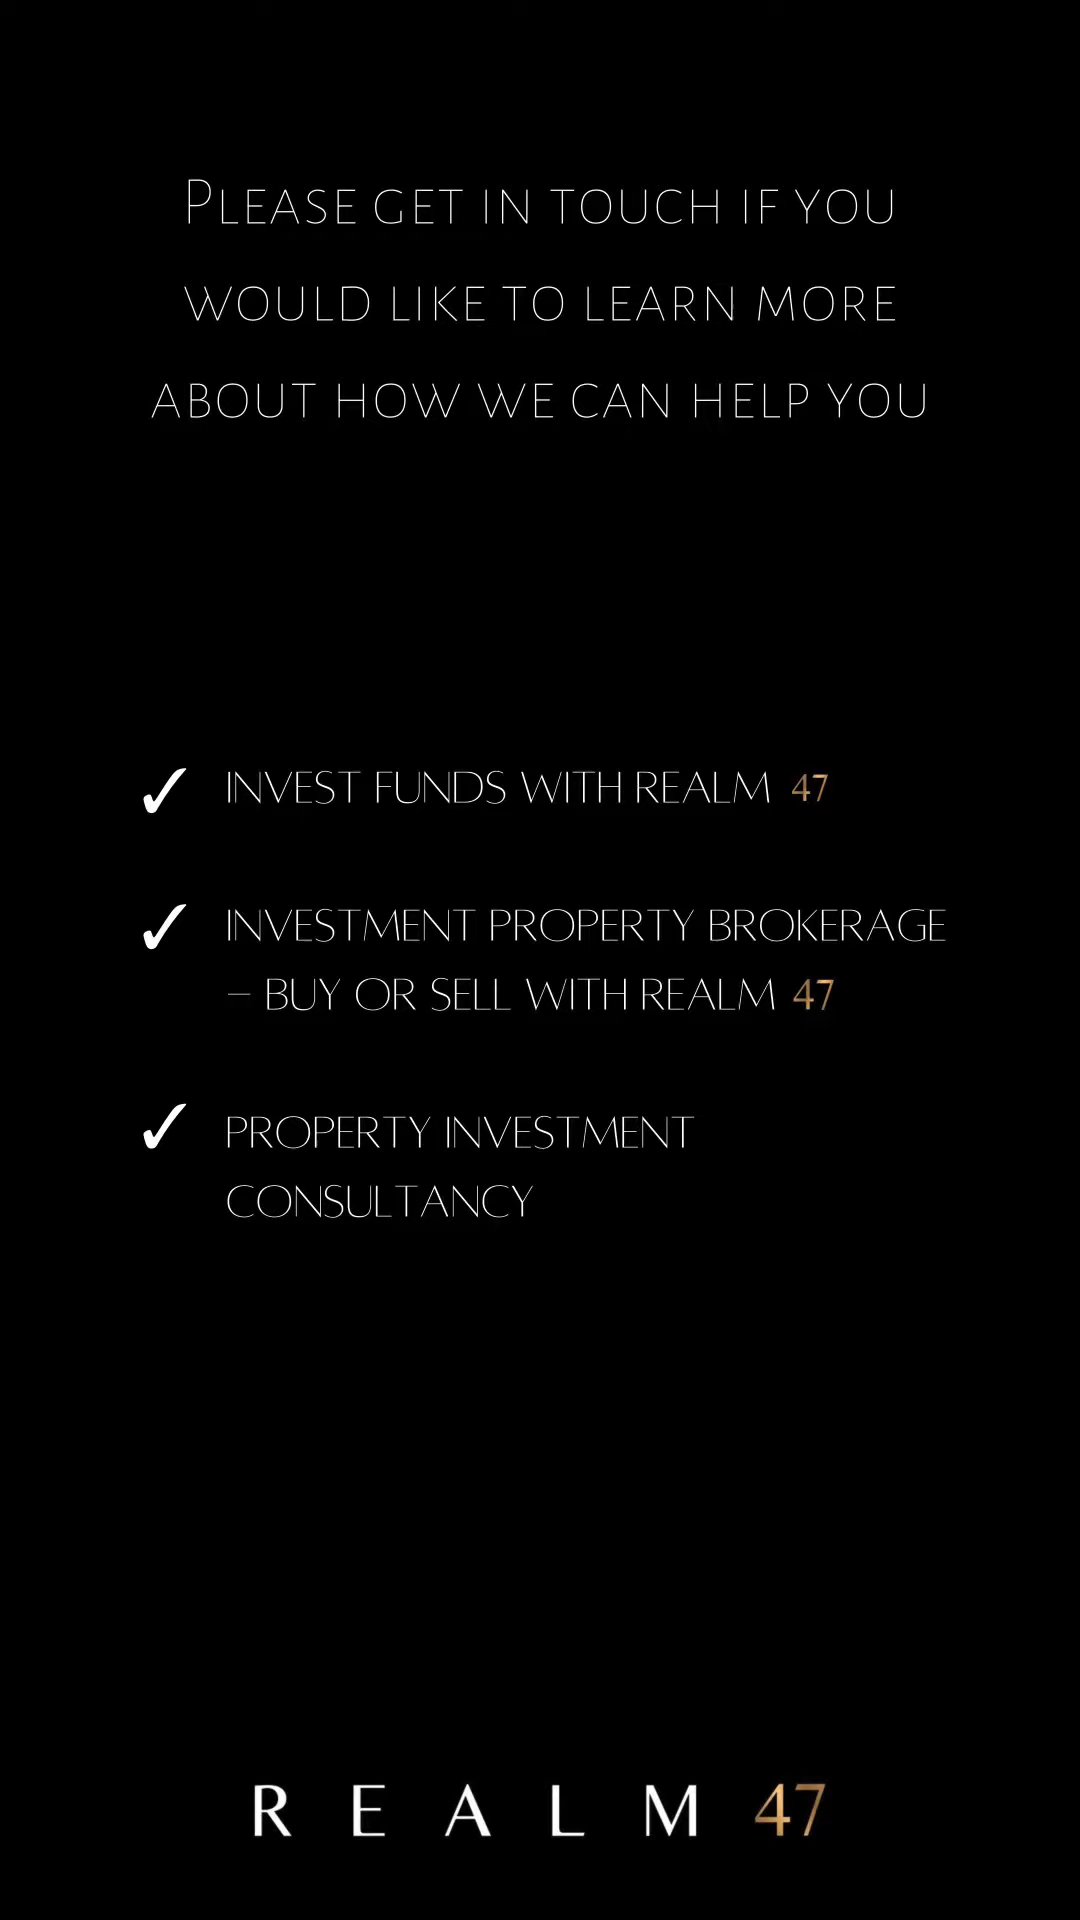 Please get in touch if you
would like to learn more
about how we can help you
✓ INVEST FUNDS WITH REALM 47
✓ INVESTMENT PROPERTY BROKERAGE
– BUY OR SELL WITH REALM 47
✓ PROPERTY INVESTMENT
CONSULTANCY
REALM 47